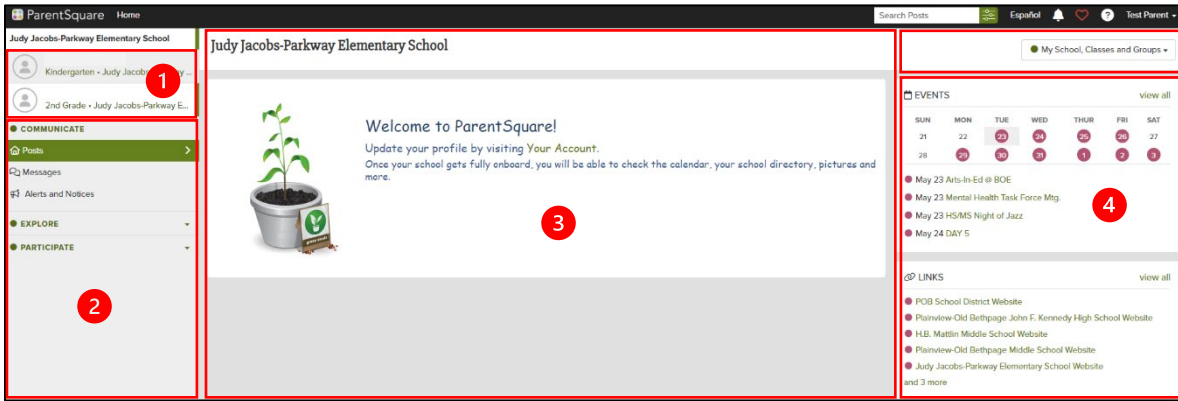 ParentSquare Home Search Posts Español ? Test Parent
Judy Jacobs-Parkway Elementary School
Kindergarten • Judy Jacobs- y ...
2nd Grade • Judy Jacobs-Parkway E...
1
COMMUNICATE
Posts
Messages
Alerts and Notices
EXPLORE
PARTICIPATE
2
Judy Jacobs-Parkway Elementary School
Welcome to ParentSquare!
Update your profile by visiting Your Account.
Once your school gets fully onboard, you will be able to check the calendar, your school directory, pictures and
more.
3
My School, Classes and Groups
EVENTS view all
SUN MON TUE WED THUR FRI SAT
21 22 23 24 25 26 27
28 29 30 31 1 2 3
May 23 Arts-In-Ed @ BOE
May 23 Mental Health Task Force Mtg.
May 23 HS/MS Night of Jazz
May 24 DAY 5
4
LINKS view all
POB School District Website
Plainview-Old Bethpage John F. Kennedy High School Website
H.B. Mattlin Middle School Website
Plainview-Old Bethpage Middle School Website
Judy Jacobs-Parkway Elementary School Website
and 3 more